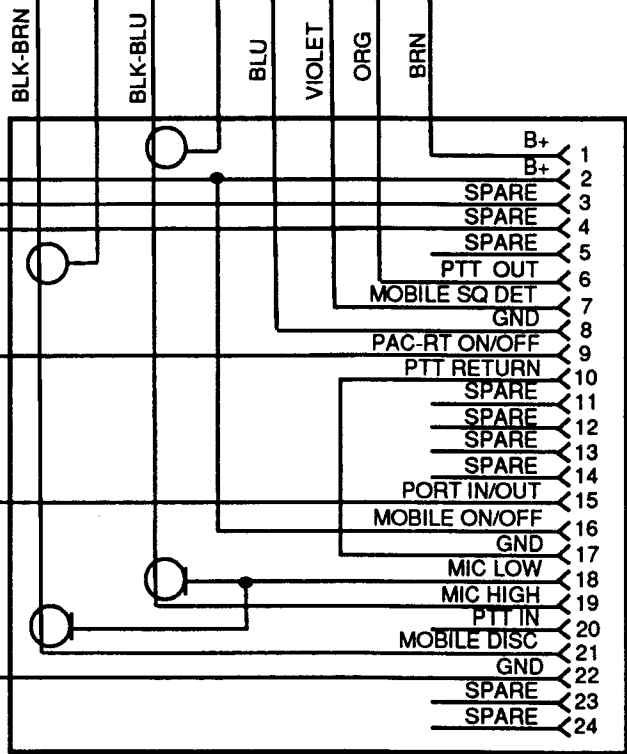 BLK-BRN
BLK-BLU
BLU
VIOLET
ORG
BRN
B+ 1
B+ 2
SPARE 3
SPARE 4
SPARE 5
PTT OUT 6
MOBILE SQ DET 7
GND 8
PAC-RT ON/OFF 9
PTT RETURN 10
SPARE 11
SPARE 12
SPARE 13
SPARE 14
PORT IN/OUT 15
MOBILE ON/OFF 16
GND 17
MIC LOW 18
MIC HIGH 19
PTT IN 20
MOBILE DISC 21
GND 22
SPARE 23
SPARE 24